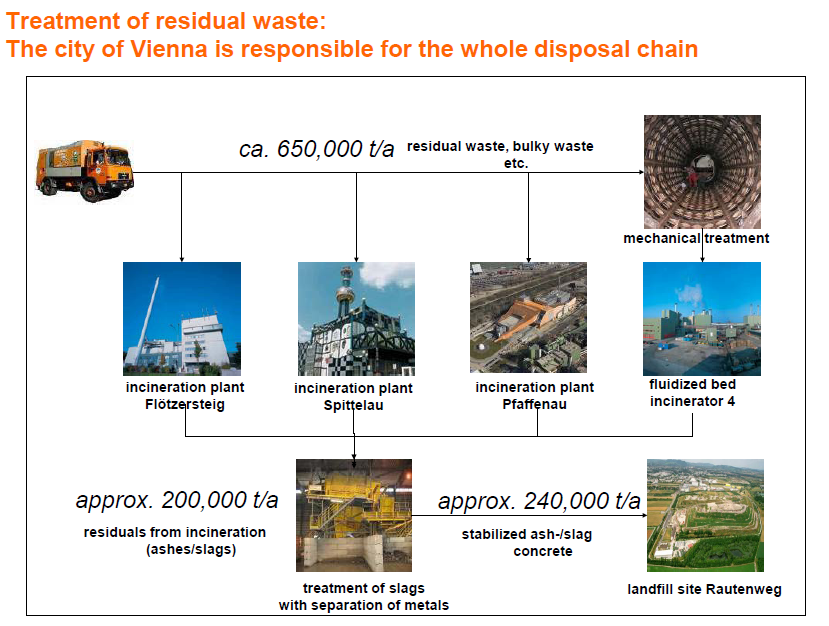 Treatment of residual waste:
The city of Vienna is responsible for the whole disposal chain
ca. 650,000 t/a
residual waste, bulky waste
etc.
mechanical treatment
incineration plant
Flötzersteig
incineration plant
Spittelau
incineration plant
Pfaffenau
fluidized bed
incinerator 4
approx. 200,000 t/a
residuals from incineration
(ashes/slags)
approx. 240,000 t/a
stabilized ash-/slag
concrete
treatment of slags
with separation of metals
landfill site Rautenweg